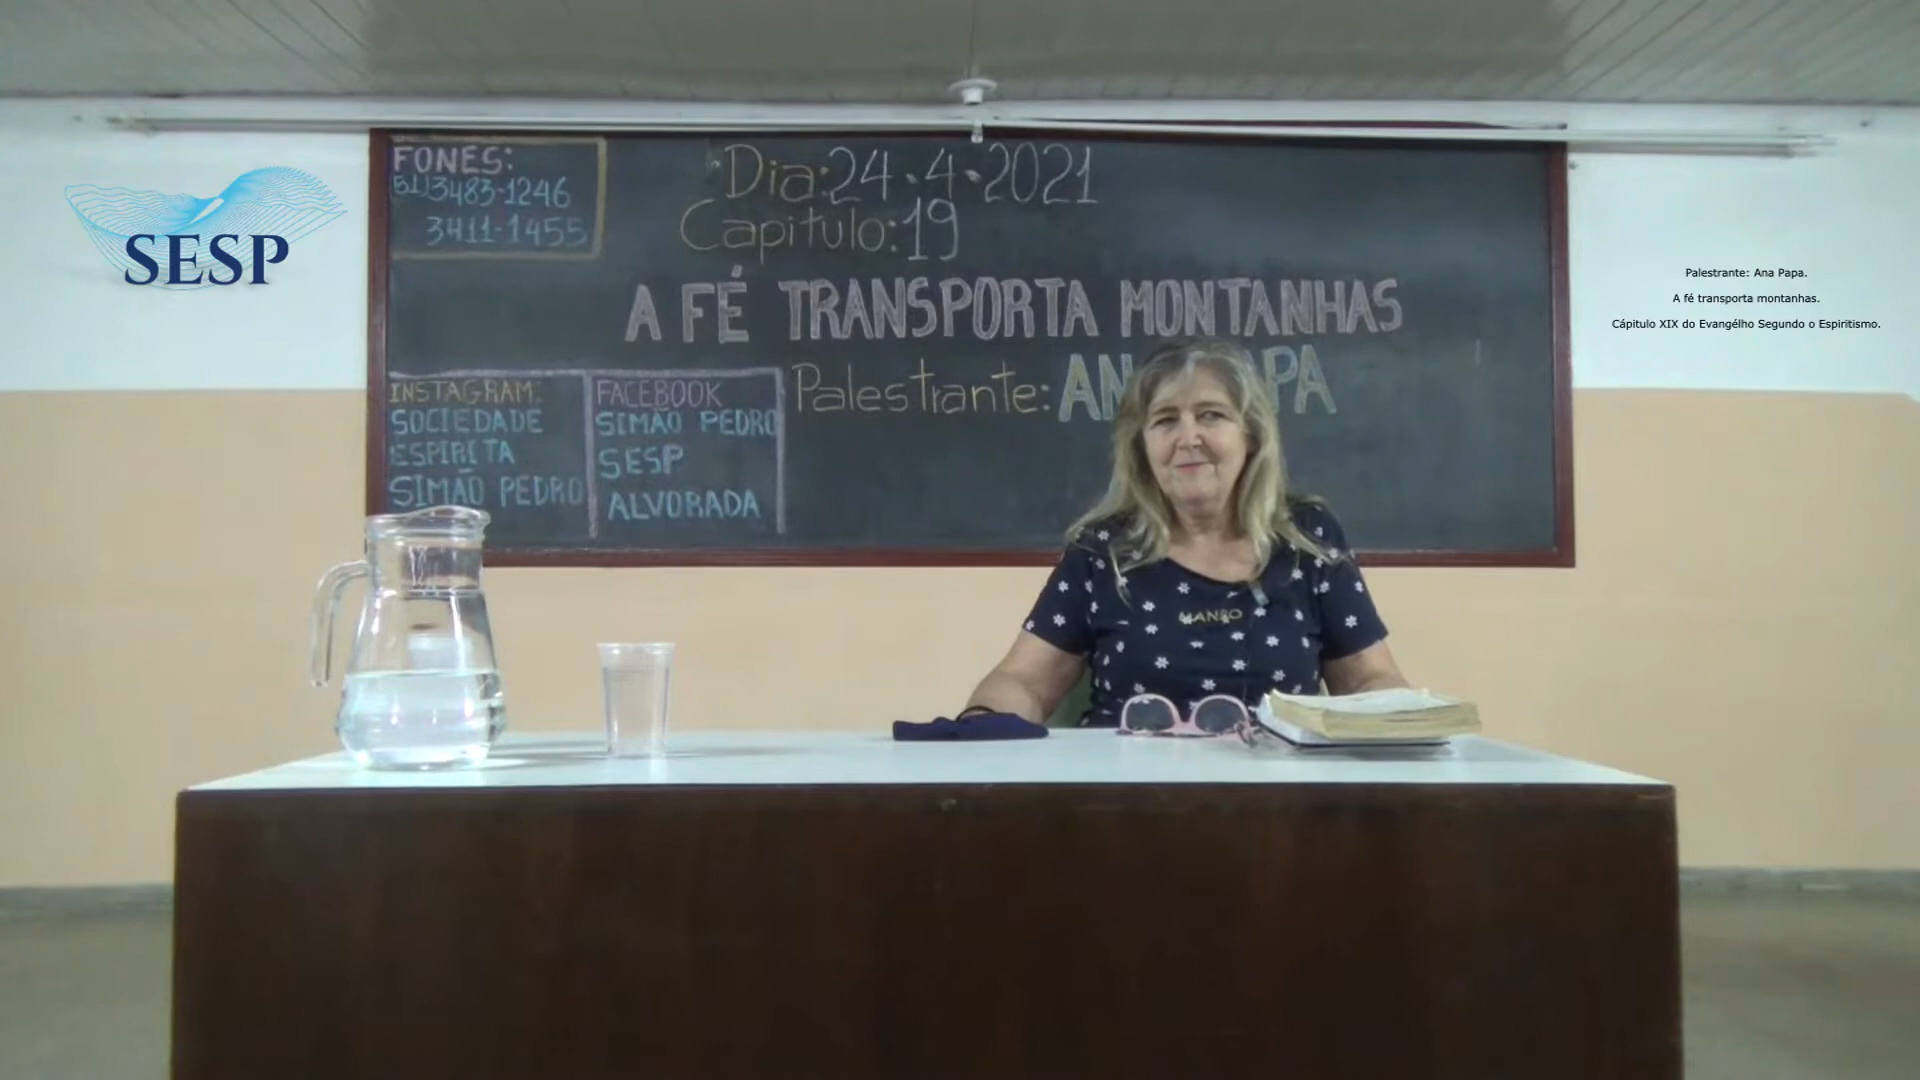 SESP
FONES:
(51)3483-1246
3411-1455
Dia:24.4.2021
Capitulo:19
A FÉ TRANSPORTA MONTANHAS
Palestrante: AN PA
INSTAGRAM:
SOCIEDADE
ESPIRITA
SIMÃO PEDRO
FACEBOOK
SIMÃO PEDRO
SESP
ALVORADA
Palestrante: Ana Papa.
A fé transporta montanhas.
Cápitulo XIX do Evangélho Segundo o Espiritismo.